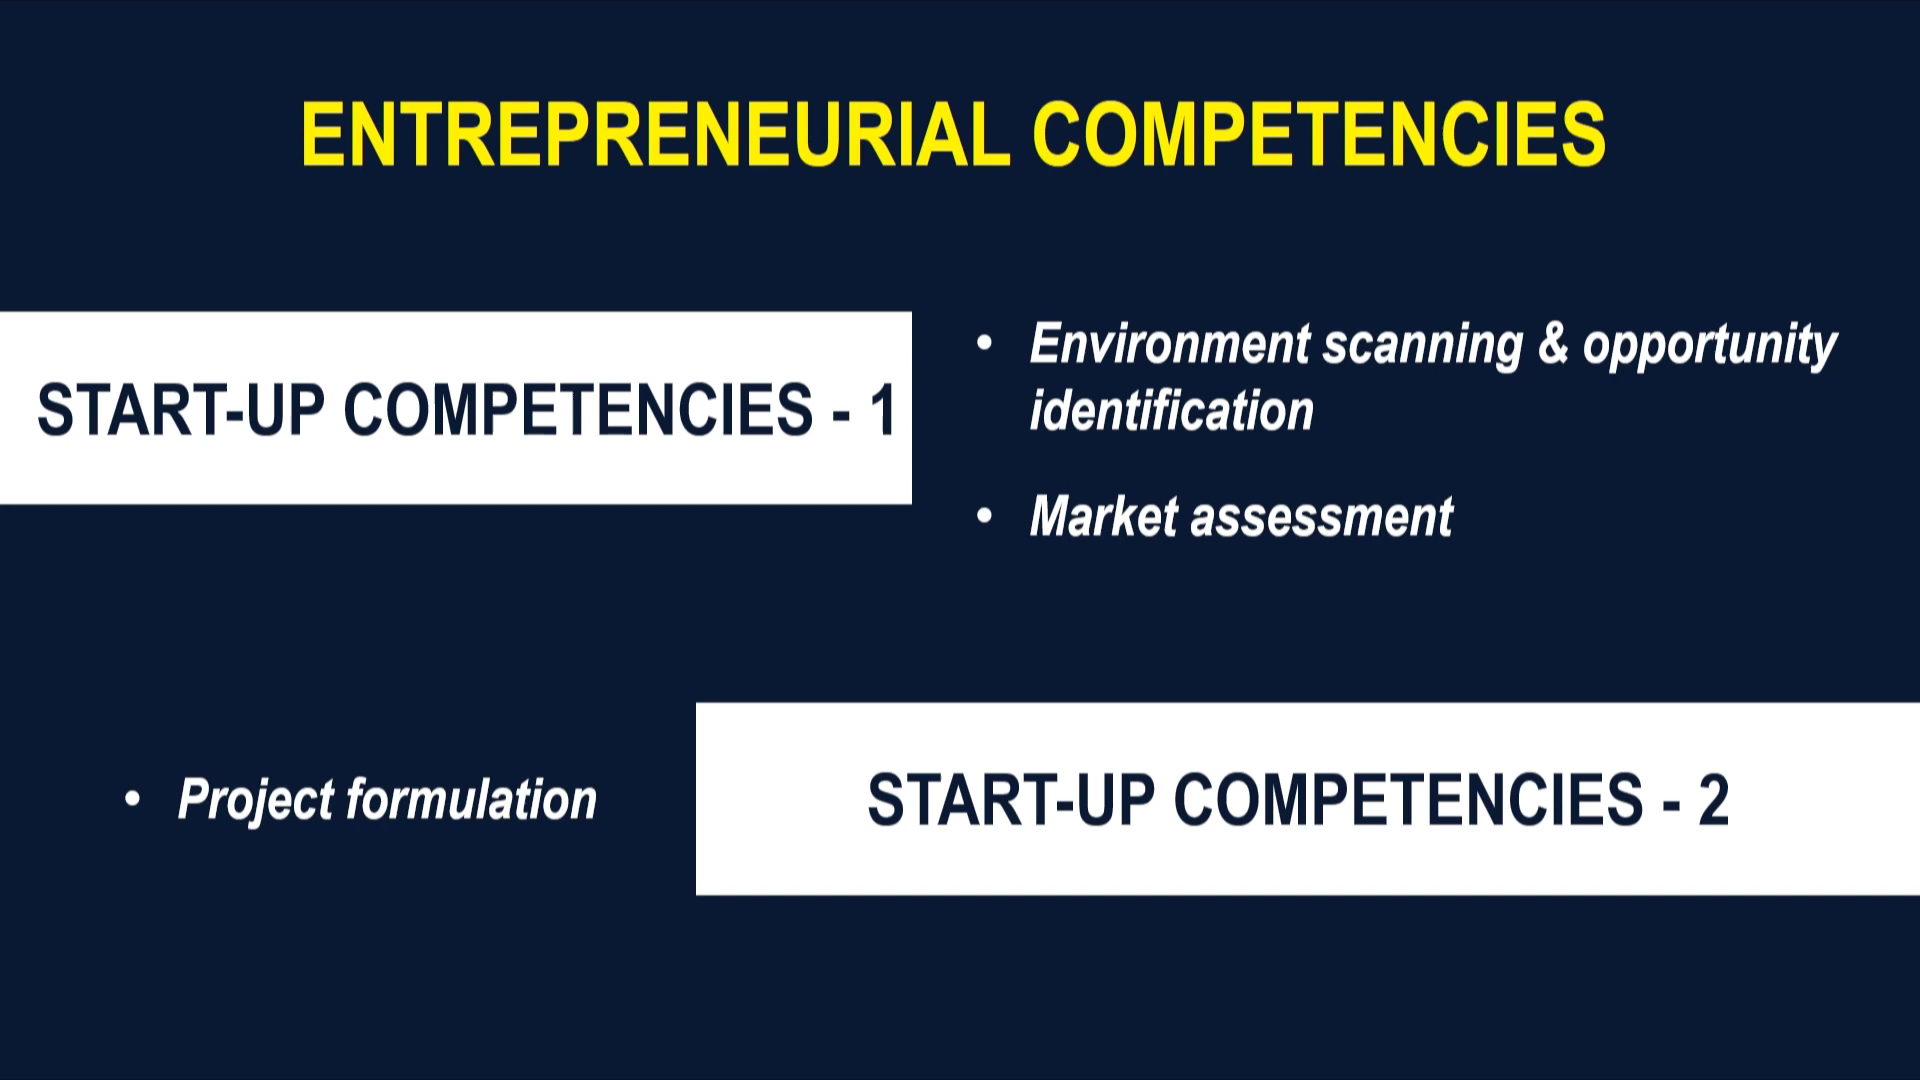 ENTREPRENEURIAL COMPETENCIES
START-UP COMPETENCIES - 1
• Environment scanning & opportunity
identification
• Market assessment
• Project formulation
START-UP COMPETENCIES - 2